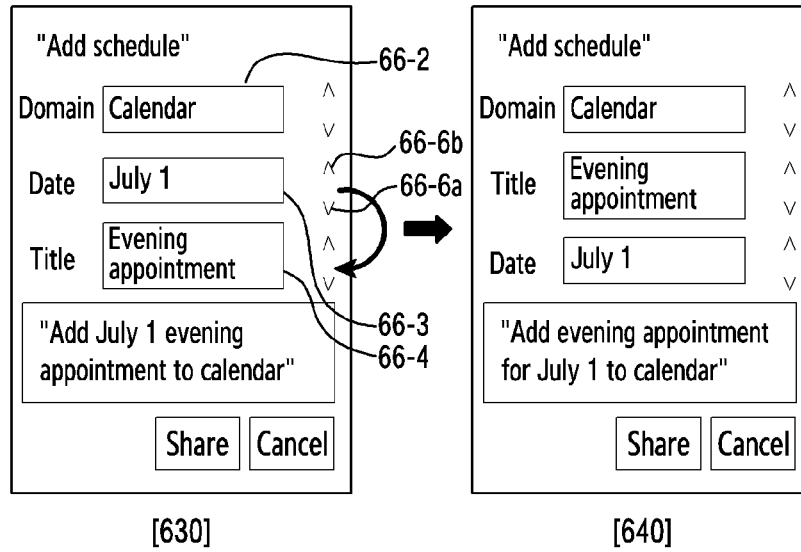 "Add schedule"
66-2
Domain Calendar
66-6b
66-6a
Date July 1
Title Evening
appointment
66-3
66-4
"Add July 1 evening
appointment to calendar"
Share Cancel
[630]
"Add schedule"
Domain Calendar
Title Evening
appointment
Date July 1
"Add evening appointment
for July 1 to calendar"
Share Cancel
[640]